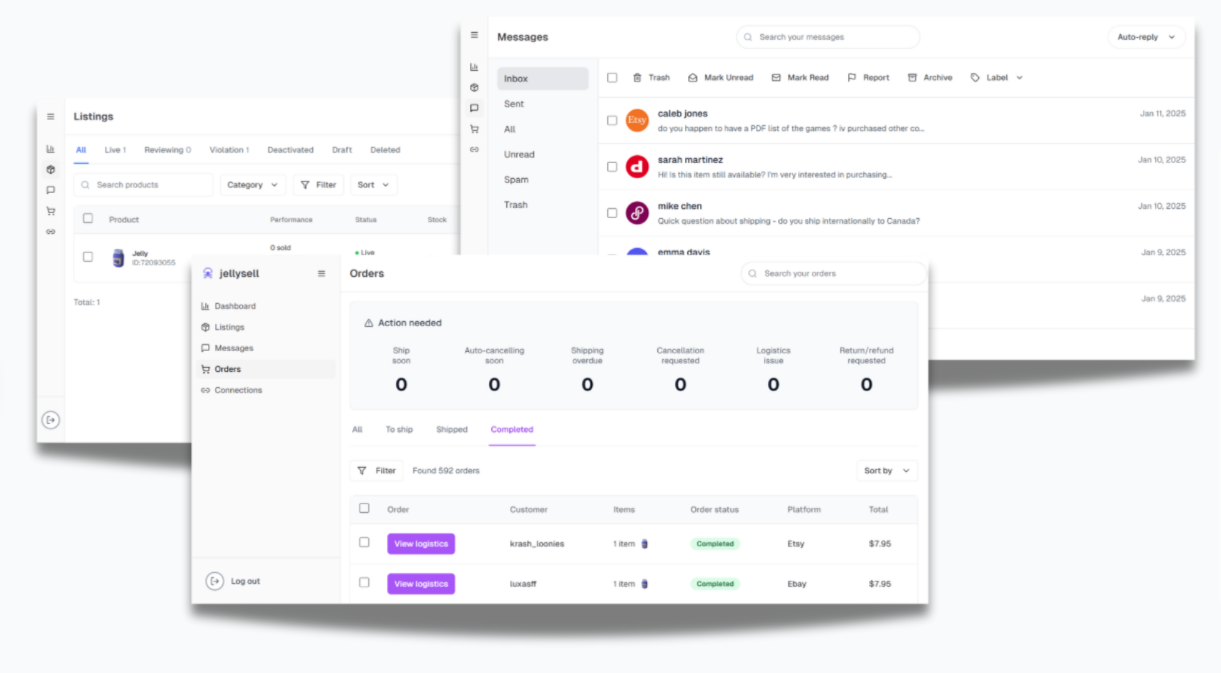 Messages
Search your messages
Auto-reply
Inbox
Sent
All
Unread
Spam
Trash
Trash
Mark Unread
Mark Read
Report
Archive
Label
caleb jones
Jan 11, 2025
do you happen to have a PDF list of the games ? iv purchased other co...
Etsy
sarah martinez
Jan 10, 2025
Hi! Is this item still available? I'm very interested in purchasing...
d
mike chen
Jan 10, 2025
Quick question about shipping - do you ship internationally to Canada?
emma davis
Jan 9, 2025
Jan 9, 2025
Listings
All
Live 1
Reviewing 0
Violation 1
Deactivated
Draft
Deleted
Search products
Category
Filter
Sort
Product
Performance
Status
Stock
Jelly
ID:72093055
0 sold
Live
Total: 1
jellysell
Dashboard
Listings
Messages
Orders
Connections
Log out
Orders
Search your orders
Action needed
Ship
soon
0
Auto-cancelling
soon
0
Shipping
overdue
0
Cancellation
requested
0
Logistics
issue
0
Return/refund
requested
0
All
To ship
Shipped
Completed
Filter
Found 592 orders
Sort by
Order
Customer
Items
Order status
Platform
Total
View logistics
krash_loonies
1 item
Completed
Etsy
$7.95
View logistics
luxasff
1 item
Completed
Ebay
$7.95